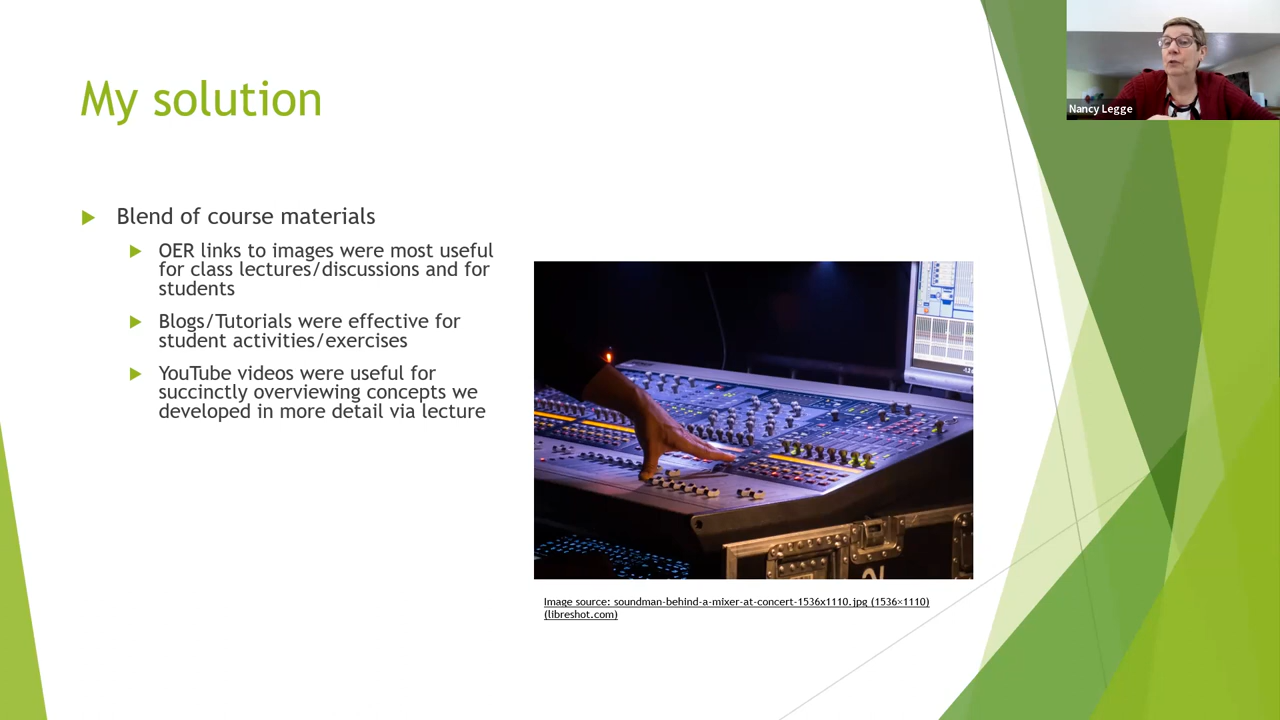 My solution
Nancy Legge
Blend of course materials
OER links to images were most useful
for class lectures/discussions and for
students
Blogs/Tutorials were effective for
student activities/exercises
YouTube videos were useful for
succinctly overviewing concepts we
developed in more detail via lecture
Image source: soundman-behind-a-mixer-at-concert-1536x1110.jpg (1536×1110)
(libreshot.com)